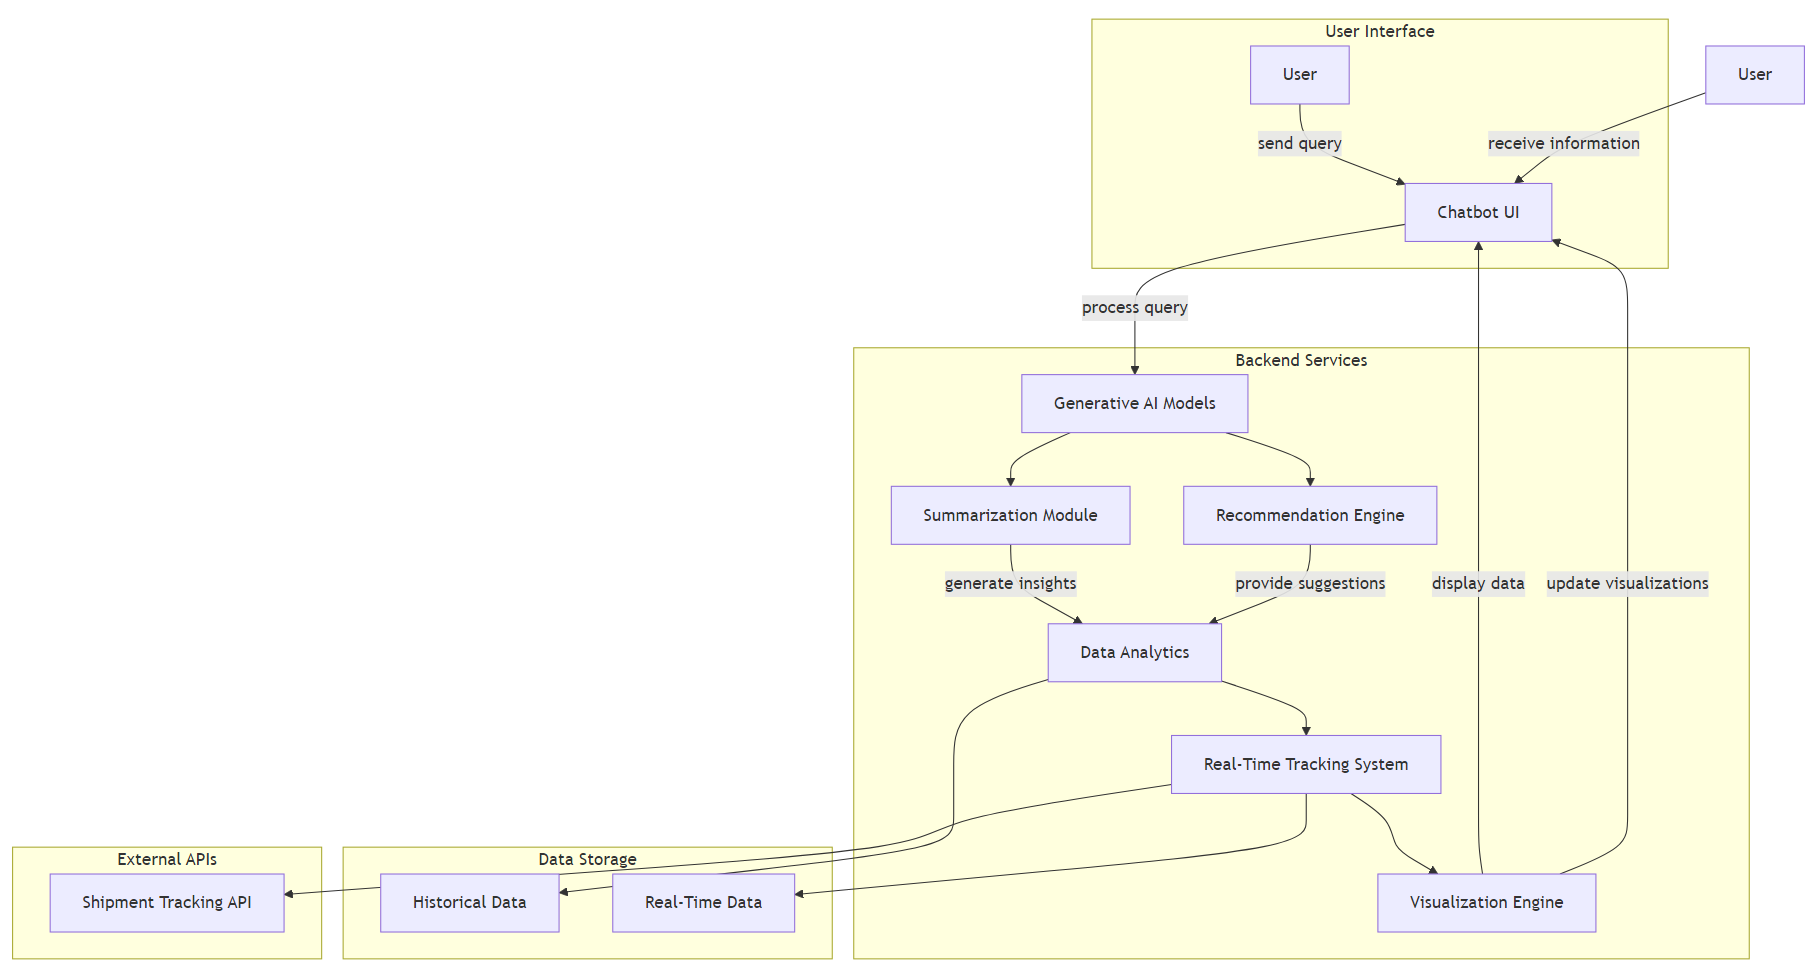 User Interface
User
User
send query
receive information
Chatbot UI
process query
Backend Services
Generative AI Models
Summarization Module
Recommendation Engine
generate insights
provide suggestions
display data
update visualizations
Data Analytics
Real-Time Tracking System
External APIs
Data Storage
Shipment Tracking API
Historical Data
Real-Time Data
Visualization Engine